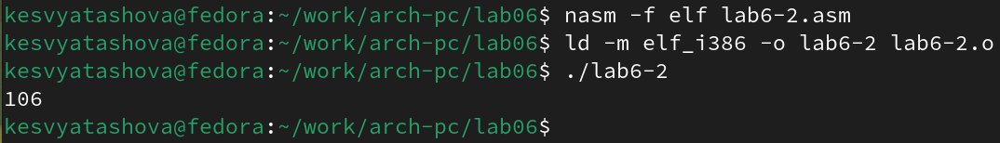 kesvyatashova@fedora:~/work/arch-pc/lab06$ nasm -f elf lab6-2.asm
kesvyatashova@fedora:~/work/arch-pc/lab06$ ld -m elf_i386 -o lab6-2 lab6-2.o
kesvyatashova@fedora:~/work/arch-pc/lab06$ ./lab6-2
106
kesvyatashova@fedora:~/work/arch-pc/lab06$